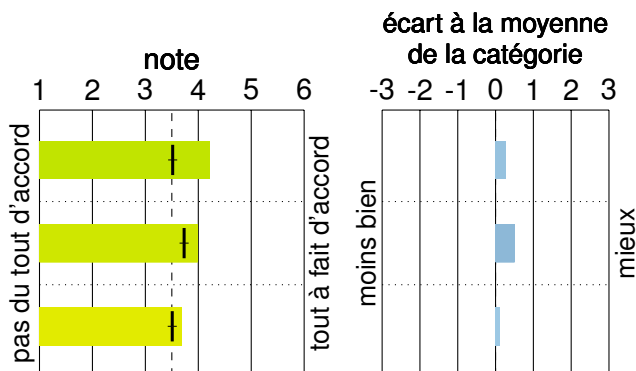 note
1 2 3 4 5 6
pas du tout d'accord
tout à fait d'accord
écart à la moyenne
de la catégorie
-3 -2 -1 0 1 2 3
moins bien
mieux